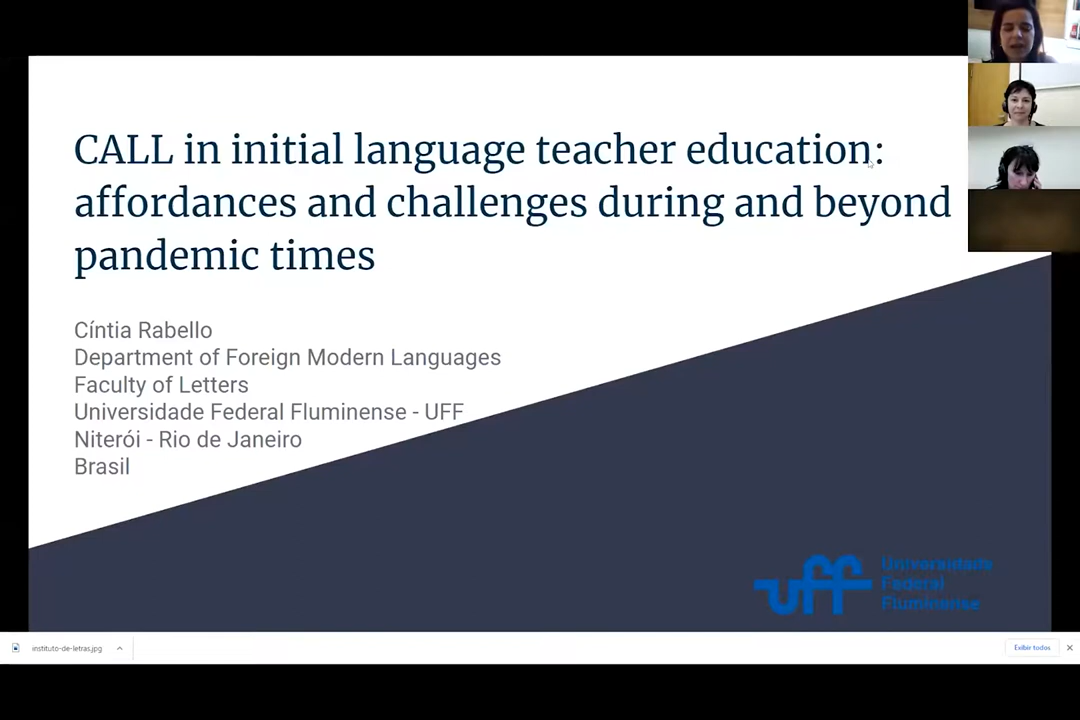 CALL in initial language teacher education:
affordances and challenges during and beyond
pandemic times
Cíntia Rabello
Department of Foreign Modern Languages
Faculty of Letters
Universidade Federal Fluminense - UFF
Niterói - Rio de Janeiro
Brasil
uff
Universidade
Federal
Fluminense
instituto-de-letras.jpg
Exibir todos